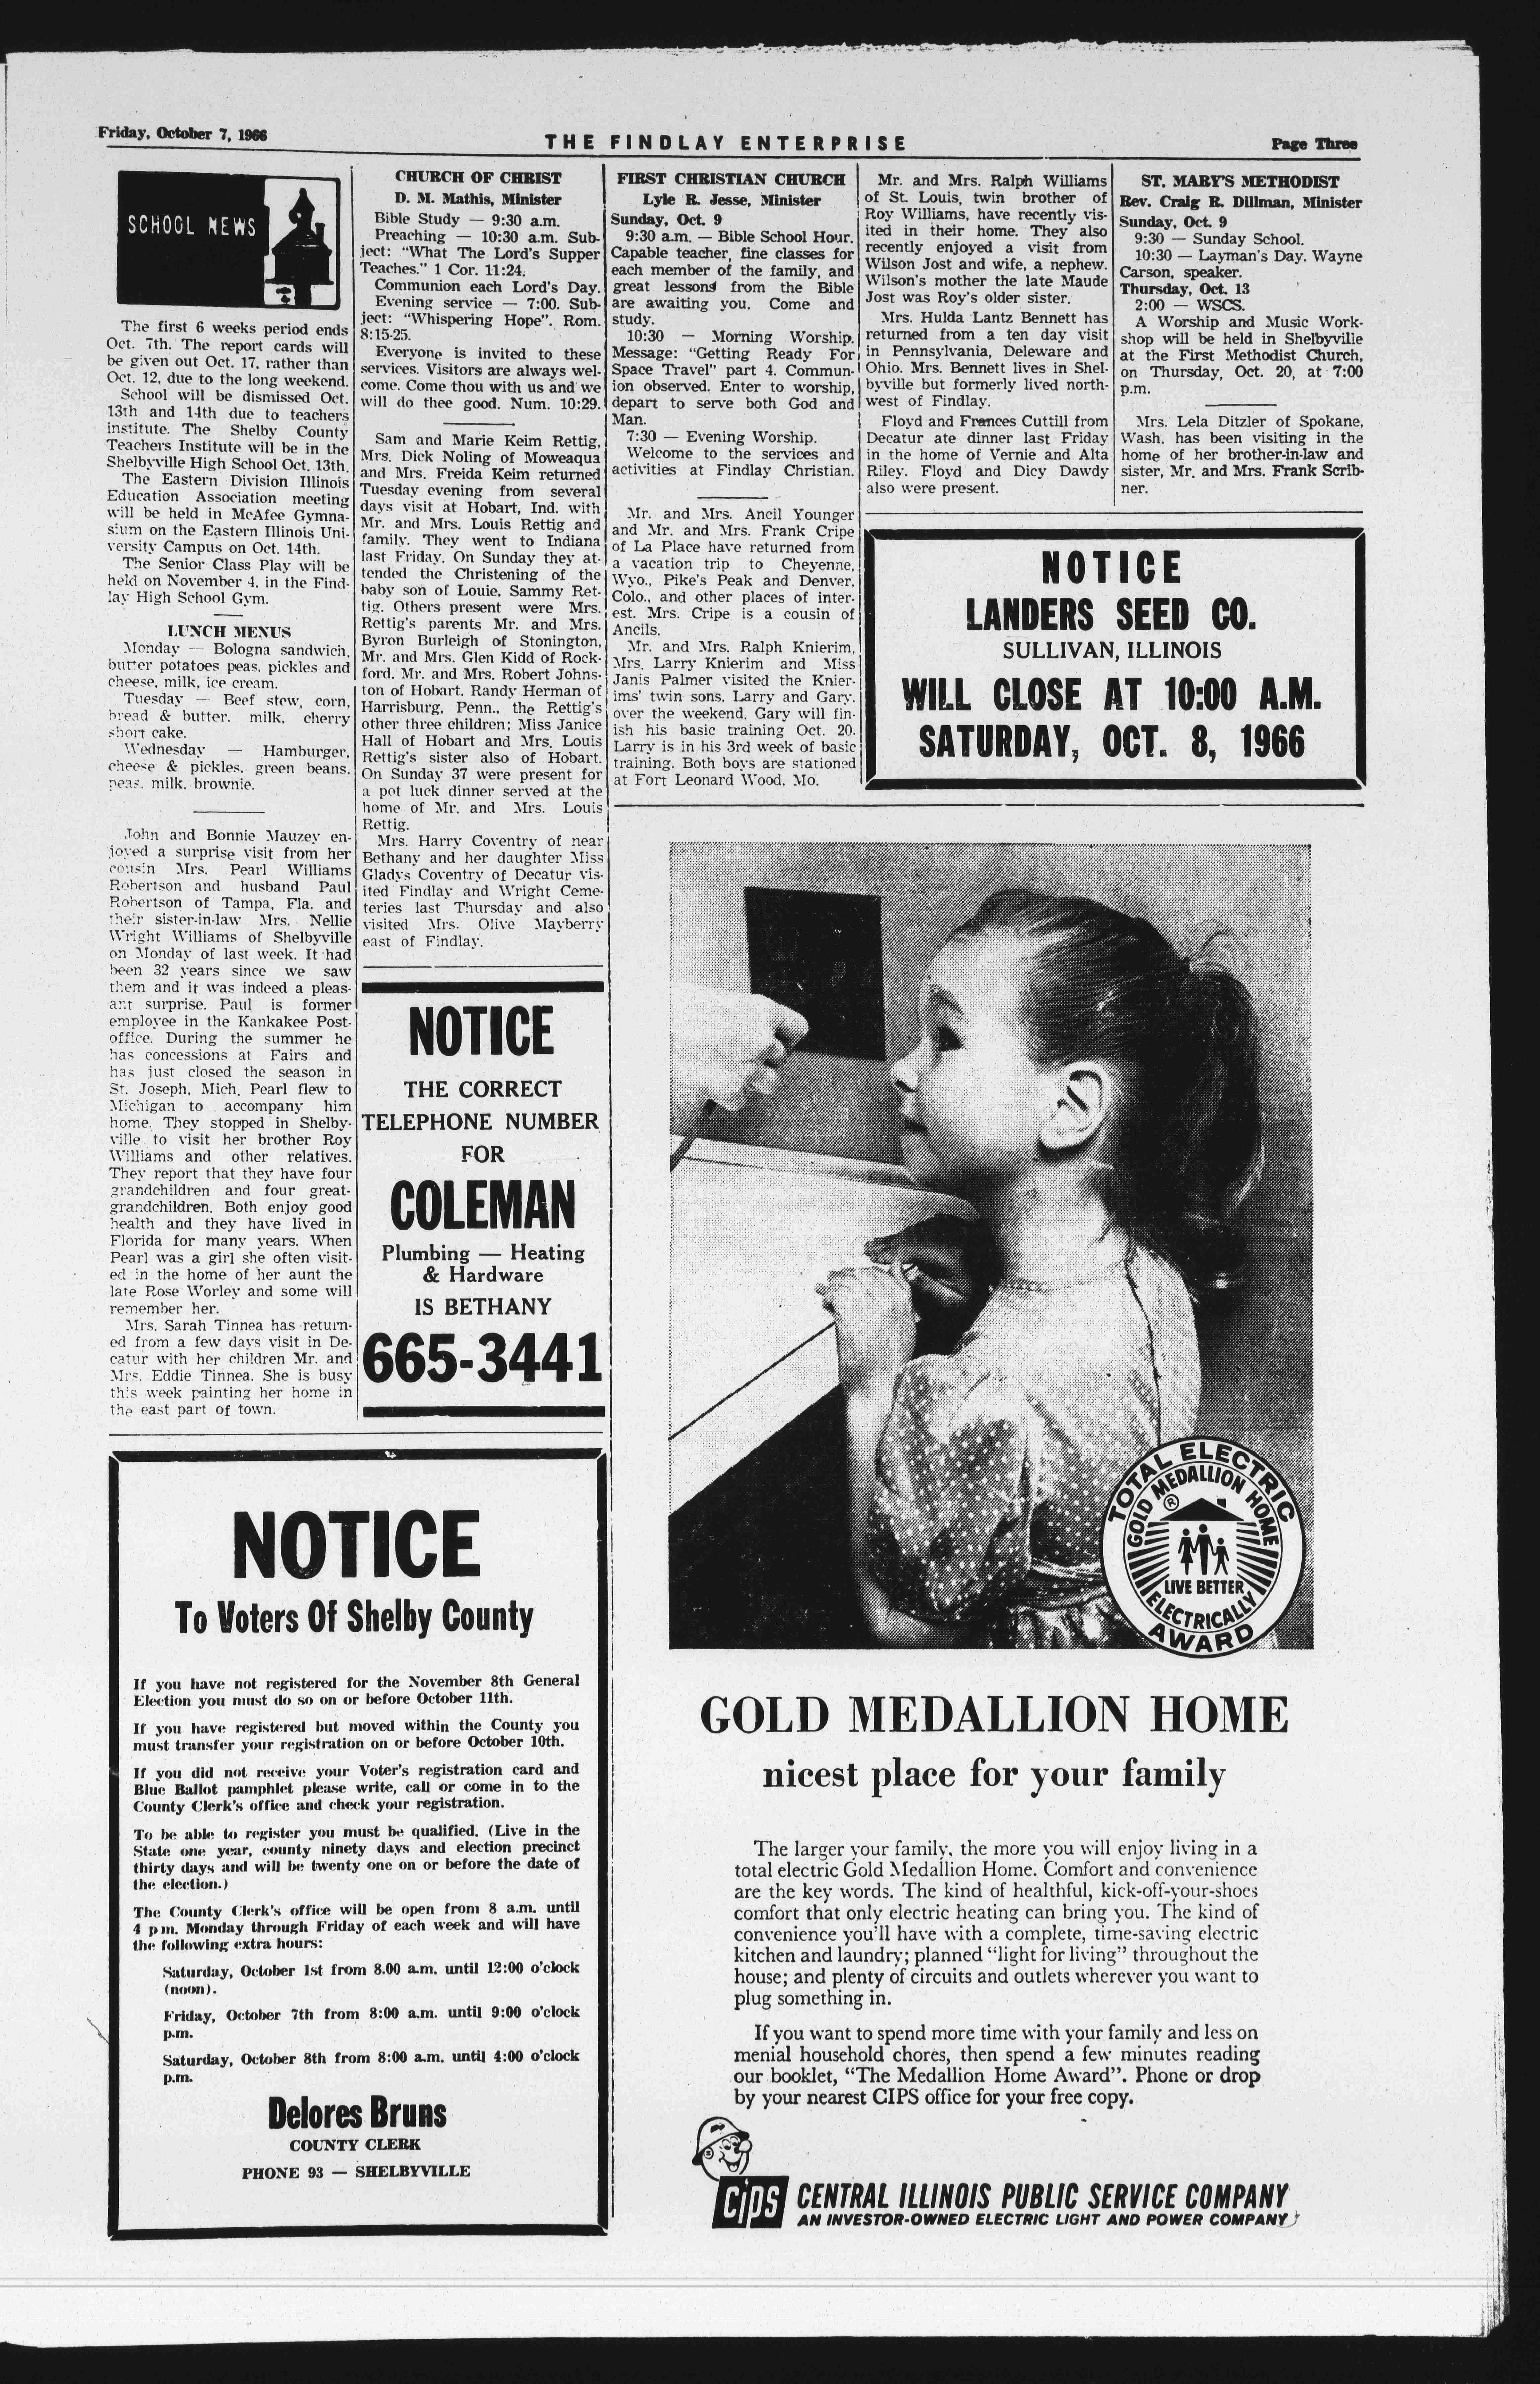 Friday, October 7, 1966
THE FINDLAY ENTERPRISE
Page Three
SCHOOL NEWS
The first 6 weeks period ends
Oct. 7th. The report cards will
be given out Oct. 17, rather than
Oct. 12, due to the long weekend.
School will be dismissed Oct.
13th and 14th due to teachers
institute. The Shelby County
Teachers Institute will be in the
Shelbyville High School Oct. 13th.
The Eastern Division Illinois
Education Association meeting
will be held in McAfee Gymna-
sium on the Eastern Illinois Uni-
versity Campus on Oct. 14th.
The Senior Class Play will be
held on November 4, in the Find-
lay High School Gym.
LUNCH MENUS
Monday — Bologna sandwich,
butter potatoes peas, pickles and
cheese, milk, ice cream.
Tuesday — Beef stew, corn,
bread & butter, milk, cherry
short cake.
Wednesday — Hamburger,
cheese & pickles, green beans,
peas, milk, brownie.
John and Bonnie Mauzey en-
joyed a surprise visit from her
cousin Mrs. Pearl Williams
Robertson and husband Paul
Robertson of Tampa, Fla. and
their sister-in-law Mrs. Nellie
Wright Williams of Shelbyville
on Monday of last week. It had
been 32 years since we saw
them and it was indeed a pleas-
ant surprise. Paul is former
employee in the Kankakee Post-
office. During the summer he
has concessions at Fairs and
has just closed the season in
St. Joseph, Mich. Pearl flew to
Michigan to accompany him
home. They stopped in Shelby-
ville to visit her brother Roy
Williams and other relatives.
They report that they have four
grandchildren and four great-
grandchildren. Both enjoy good
health and they have lived in
Florida for many years. When
Pearl was a girl she often visit-
ed in the home of her aunt the
late Rose Worley and some will
remember her.
Mrs. Sarah Tinnea has return-
ed from a few days visit in De-
catur with her children Mr. and
Mrs. Eddie Tinnea. She is busy
this week painting her home in
the east part of town.
CHURCH OF CHRIST
D. M. Mathis, Minister
Bible Study — 9:30 a.m.
Preaching — 10:30 a.m. Sub-
ject: "What The Lord's Supper
Teaches." 1 Cor. 11:24.
Communion each Lord's Day.
Evening service — 7:00. Sub-
ject: "Whispering Hope". Rom.
8:15-25.
Everyone is invited to these
services. Visitors are always wel-
come. Come thou with us and we
will do thee good. Num. 10:29.
Sam and Marie Keim Rettig,
Mrs. Dick Noling of Moweaqua
and Mrs. Freida Keim returned
Tuesday evening from several
days visit at Hobart, Ind. with
Mr. and Mrs. Louis Rettig and
family. They went to Indiana
last Friday. On Sunday they at-
tended the Christening of the
baby son of Louie, Sammy Ret-
tig. Others present were Mrs.
Rettig's parents Mr. and Mrs.
Byron Burleigh of Stonington,
Mr. and Mrs. Glen Kidd of Rock-
ford, Mr. and Mrs. Robert Johns-
ton of Hobart, Randy Herman of
Harrisburg, Penn., the Rettig's
other three children; Miss Janice
Hall of Hobart and Mrs. Louis
Rettig's sister also of Hobart.
On Sunday 37 were present for
a pot luck dinner served at the
home of Mr. and Mrs. Louis
Rettig.
Mrs. Harry Coventry of near
Bethany and her daughter Miss
Gladys Coventry of Decatur vis-
ited Findlay and Wright Ceme-
teries last Thursday and also
visited Mrs. Olive Mayberry
east of Findlay.
NOTICE
THE CORRECT
TELEPHONE NUMBER
FOR
COLEMAN
Plumbing — Heating
& Hardware
IS BETHANY
665-3441
FIRST CHRISTIAN CHURCH
Lyle R. Jesse, Minister
Sunday, Oct. 9
9:30 a.m. — Bible School Hour.
Capable teacher, fine classes for
each member of the family, and
great lessons from the Bible
are awaiting you. Come and
study.
10:30 — Morning Worship.
Message: "Getting Ready For
Space Travel" part 4. Commun-
ion observed. Enter to worship,
depart to serve both God and
Man.
7:30 — Evening Worship.
Welcome to the services and
activities at Findlay Christian.
Mr. and Mrs. Ancil Younger
and Mr. and Mrs. Frank Cripe
of La Place have returned from
a vacation trip to Cheyenne,
Wyo., Pike's Peak and Denver,
Colo., and other places of inter-
est. Mrs. Cripe is a cousin of
Ancils.
Mr. and Mrs. Ralph Knierim,
Mrs. Larry Knierim and Miss
Janis Palmer visited the Knier-
ims' twin sons, Larry and Gary,
over the weekend. Gary will fin-
ish his basic training Oct. 20.
Larry is in his 3rd week of basic
training. Both boys are stationed
at Fort Leonard Wood, Mo.
Mr. and Mrs. Ralph Williams
of St. Louis, twin brother of
Roy Williams, have recently vis-
ited in their home. They also
recently enjoyed a visit from
Wilson Jost and wife, a nephew.
Wilson's mother the late Maude
Jost was Roy's older sister.
Mrs. Hulda Lantz Bennett has
returned from a ten day visit
in Pennsylvania, Deleware and
Ohio. Mrs. Bennett lives in Shel-
byville but formerly lived north-
west of Findlay.
Floyd and Frences Cuttill from
Decatur ate dinner last Friday
in the home of Vernie and Alta
Riley. Floyd and Dicy Dawdy
also were present.
ST. MARY'S METHODIST
Rev. Craig R. Dillman, Minister
Sunday, Oct. 9
9:30 — Sunday School.
10:30 — Layman's Day. Wayne
Carson, speaker.
Thursday, Oct. 13
2:00 — WSCS.
A Worship and Music Work-
shop will be held in Shelbyville
at the First Methodist Church,
on Thursday, Oct. 20, at 7:00
p.m.
Mrs. Lela Ditzler of Spokane,
Wash. has been visiting in the
home of her brother-in-law and
sister, Mr. and Mrs. Frank Scrib-
ner.
NOTICE
LANDERS SEED CO.
SULLIVAN, ILLINOIS
WILL CLOSE AT 10:00 A.M.
SATURDAY, OCT. 8, 1966
NOTICE
To Voters Of Shelby County
If you have not registered for the November 8th General
Election you must do so on or before October 11th.
If you have registered but moved within the County you
must transfer your registration on or before October 10th.
If you did not receive your Voter's registration card and
Blue Ballot pamphlet please write, call or come in to the
County Clerk's office and check your registration.
To be able to register you must be qualified. (Live in the
State one year, county ninety days and election precinct
thirty days and will be twenty one on or before the date of
the election.)
The County Clerk's office will be open from 8 a.m. until
4 p.m. Monday through Friday of each week and will have
the following extra hours:
Saturday, October 1st from 8.00 a.m. until 12:00 o'clock
(noon).
Friday, October 7th from 8:00 a.m. until 9:00 o'clock
p.m.
Saturday, October 8th from 8:00 a.m. until 4:00 o'clock
p.m.
Delores Bruns
COUNTY CLERK
PHONE 93 — SHELBYVILLE
TOTAL ELECTRIC
GOLD MEDALLION HOME
®
LIVE BETTER
ELECTRICALLY
AWARD
GOLD MEDALLION HOME
nicest place for your family
The larger your family, the more you will enjoy living in a
total electric Gold Medallion Home. Comfort and convenience
are the key words. The kind of healthful, kick-off-your-shoes
comfort that only electric heating can bring you. The kind of
convenience you'll have with a complete, time-saving electric
kitchen and laundry; planned "light for living" throughout the
house; and plenty of circuits and outlets wherever you want to
plug something in.
If you want to spend more time with your family and less on
menial household chores, then spend a few minutes reading
our booklet, "The Medallion Home Award". Phone or drop
by your nearest CIPS office for your free copy.
CIPS CENTRAL ILLINOIS PUBLIC SERVICE COMPANY
AN INVESTOR-OWNED ELECTRIC LIGHT AND POWER COMPANY